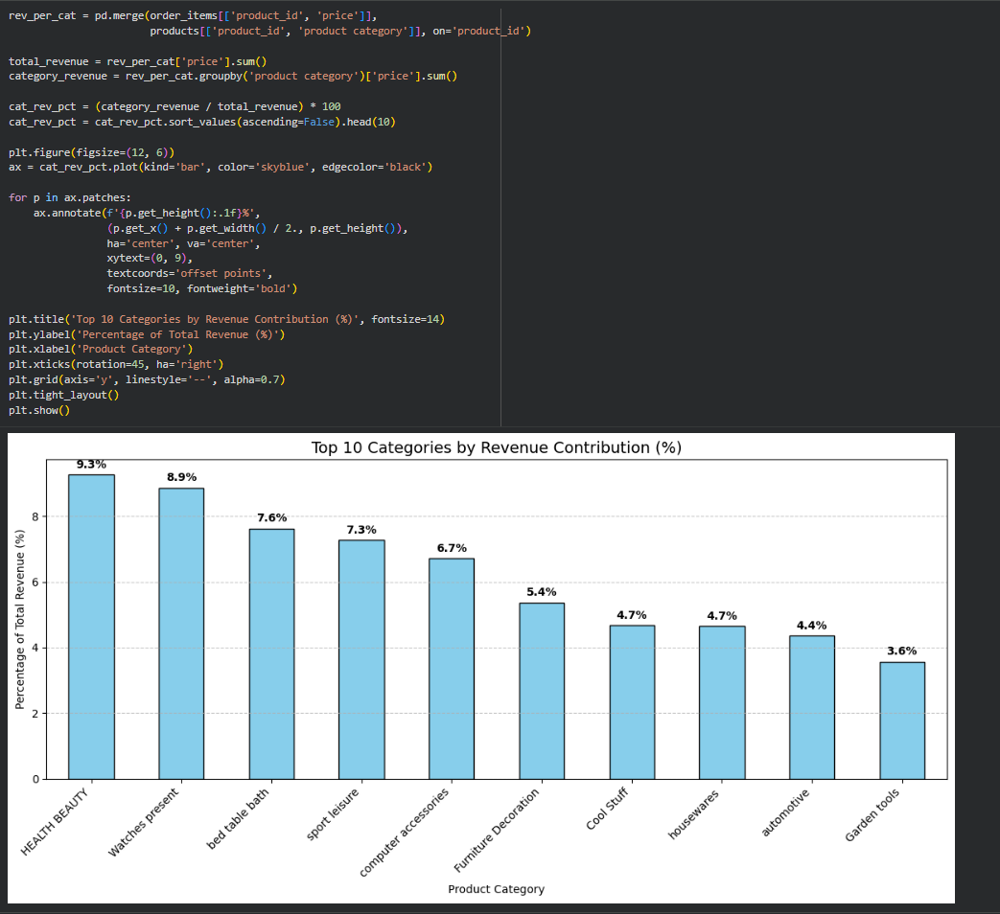 rev_per_cat = pd.merge(order_items[['product_id', 'price']],
                       products[['product_id', 'product category']], on='product_id')
total_revenue = rev_per_cat['price'].sum()
category_revenue = rev_per_cat.groupby('product category')['price'].sum()
cat_rev_pct = (category_revenue / total_revenue) * 100
cat_rev_pct = cat_rev_pct.sort_values(ascending=False).head(10)
plt.figure(figsize=(12, 6))
ax = cat_rev_pct.plot(kind='bar', color='skyblue', edgecolor='black')
for p in ax.patches:
    ax.annotate(f'{p.get_height():.1f}%',
                (p.get_x() + p.get_width() / 2., p.get_height()),
                ha='center', va='center',
                xytext=(0, 9),
                textcoords='offset points',
                fontsize=10, fontweight='bold')
plt.title('Top 10 Categories by Revenue Contribution (%)', fontsize=14)
plt.ylabel('Percentage of Total Revenue (%)')
plt.xlabel('Product Category')
plt.xticks(rotation=45, ha='right')
plt.grid(axis='y', linestyle='--', alpha=0.7)
plt.tight_layout()
plt.show()
Top 10 Categories by Revenue Contribution (%)
Percentage of Total Revenue (%)
8
6
4
2
0
9.3%
8.9%
7.6%
7.3%
6.7%
5.4%
4.7%
4.7%
4.4%
3.6%
HEALTH BEAUTY
Watches present
bed table bath
sport leisure
computer accessories
Furniture Decoration
Cool Stuff
housewares
automotive
Garden tools
Product Category